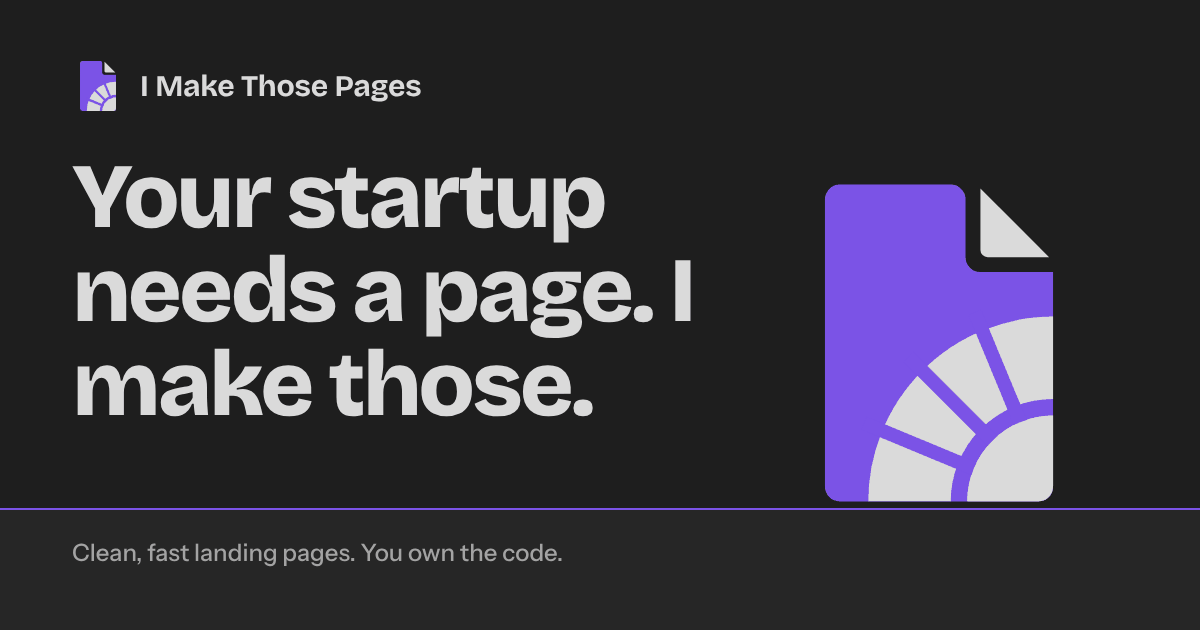 I Make Those Pages
Your startup
needs a page. I
make those.
Clean, fast landing pages. You own the code.